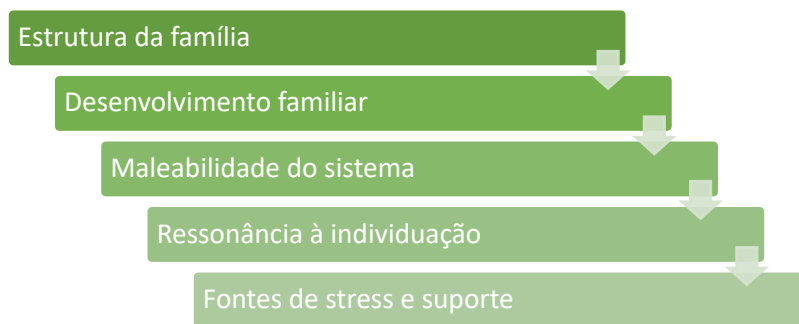 Estrutura da família
Desenvolvimento familiar
Maleabilidade do sistema
Ressonância à individuação
Fontes de stress e suporte